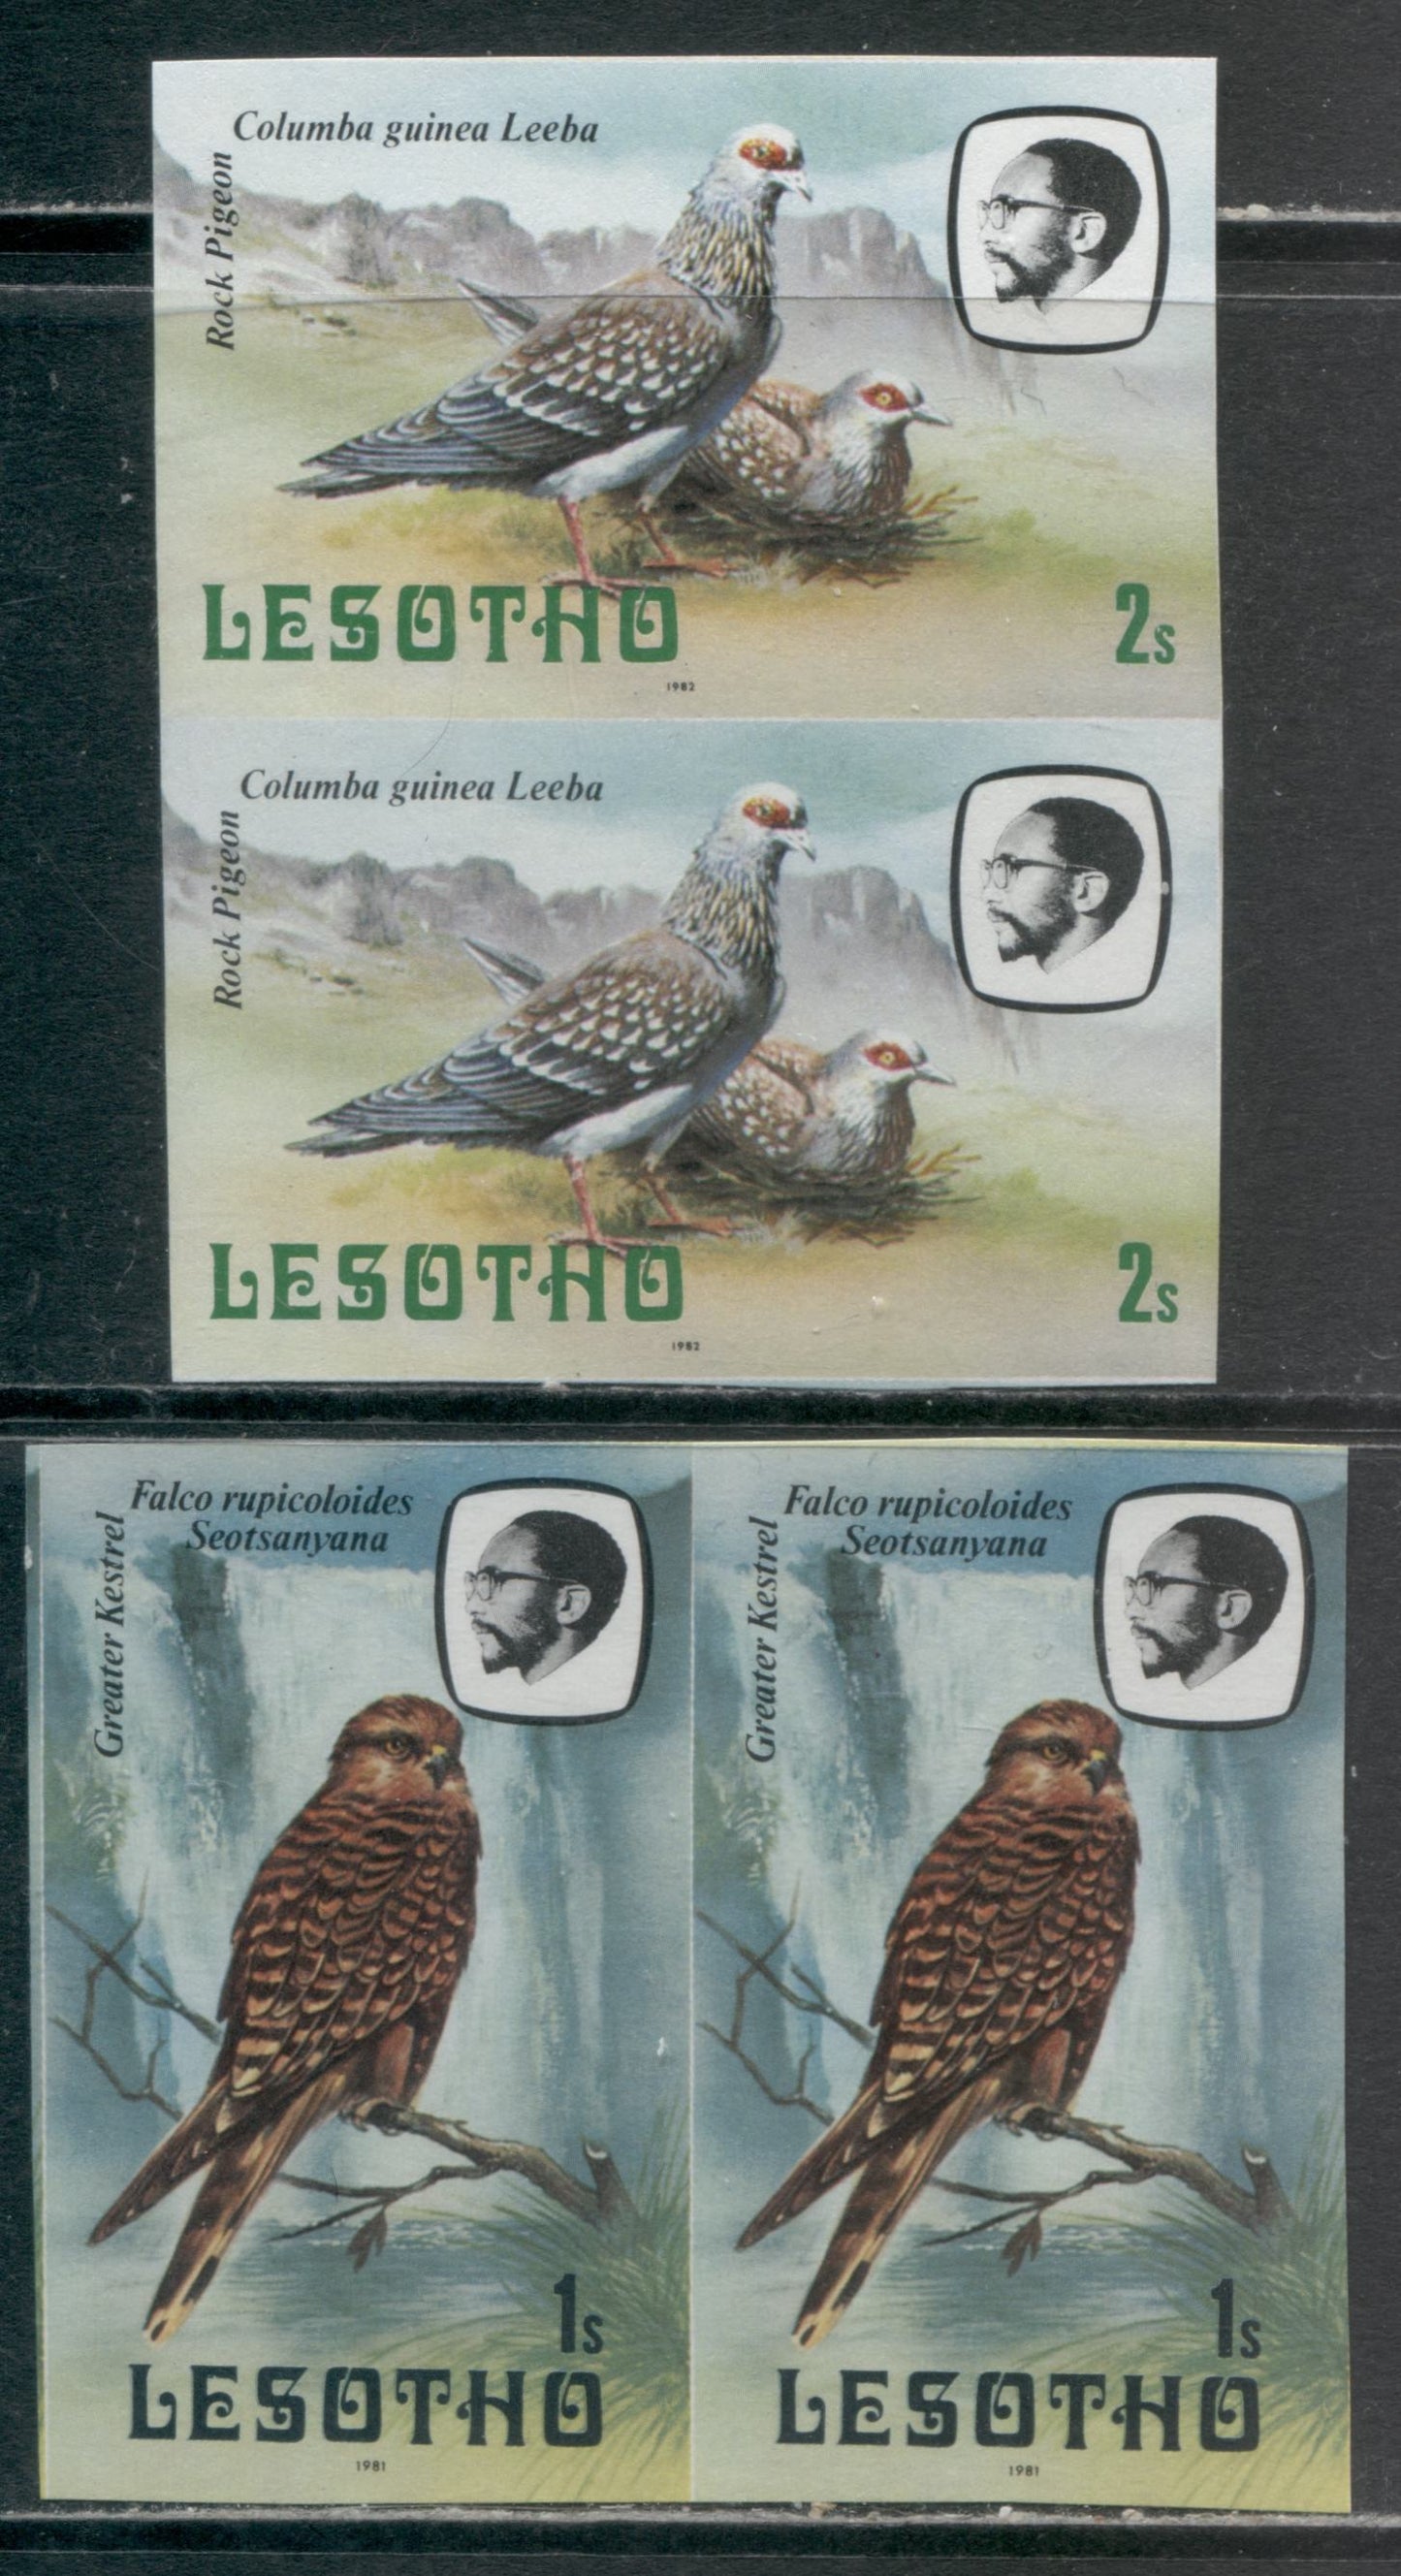 Columba guinea Leeba
Rock Pigeon
LESOTHO
2s
1982
Columba guinea Leeba
Rock Pigeon
LESOTHO
2s
1982
Falco rupicoloides
Seotsanyana
Greater Kestrel
1s
LESOTHO
1981
Falco rupicoloides
Seotsanyana
Greater Kestrel
1s
LESOTHO
1981